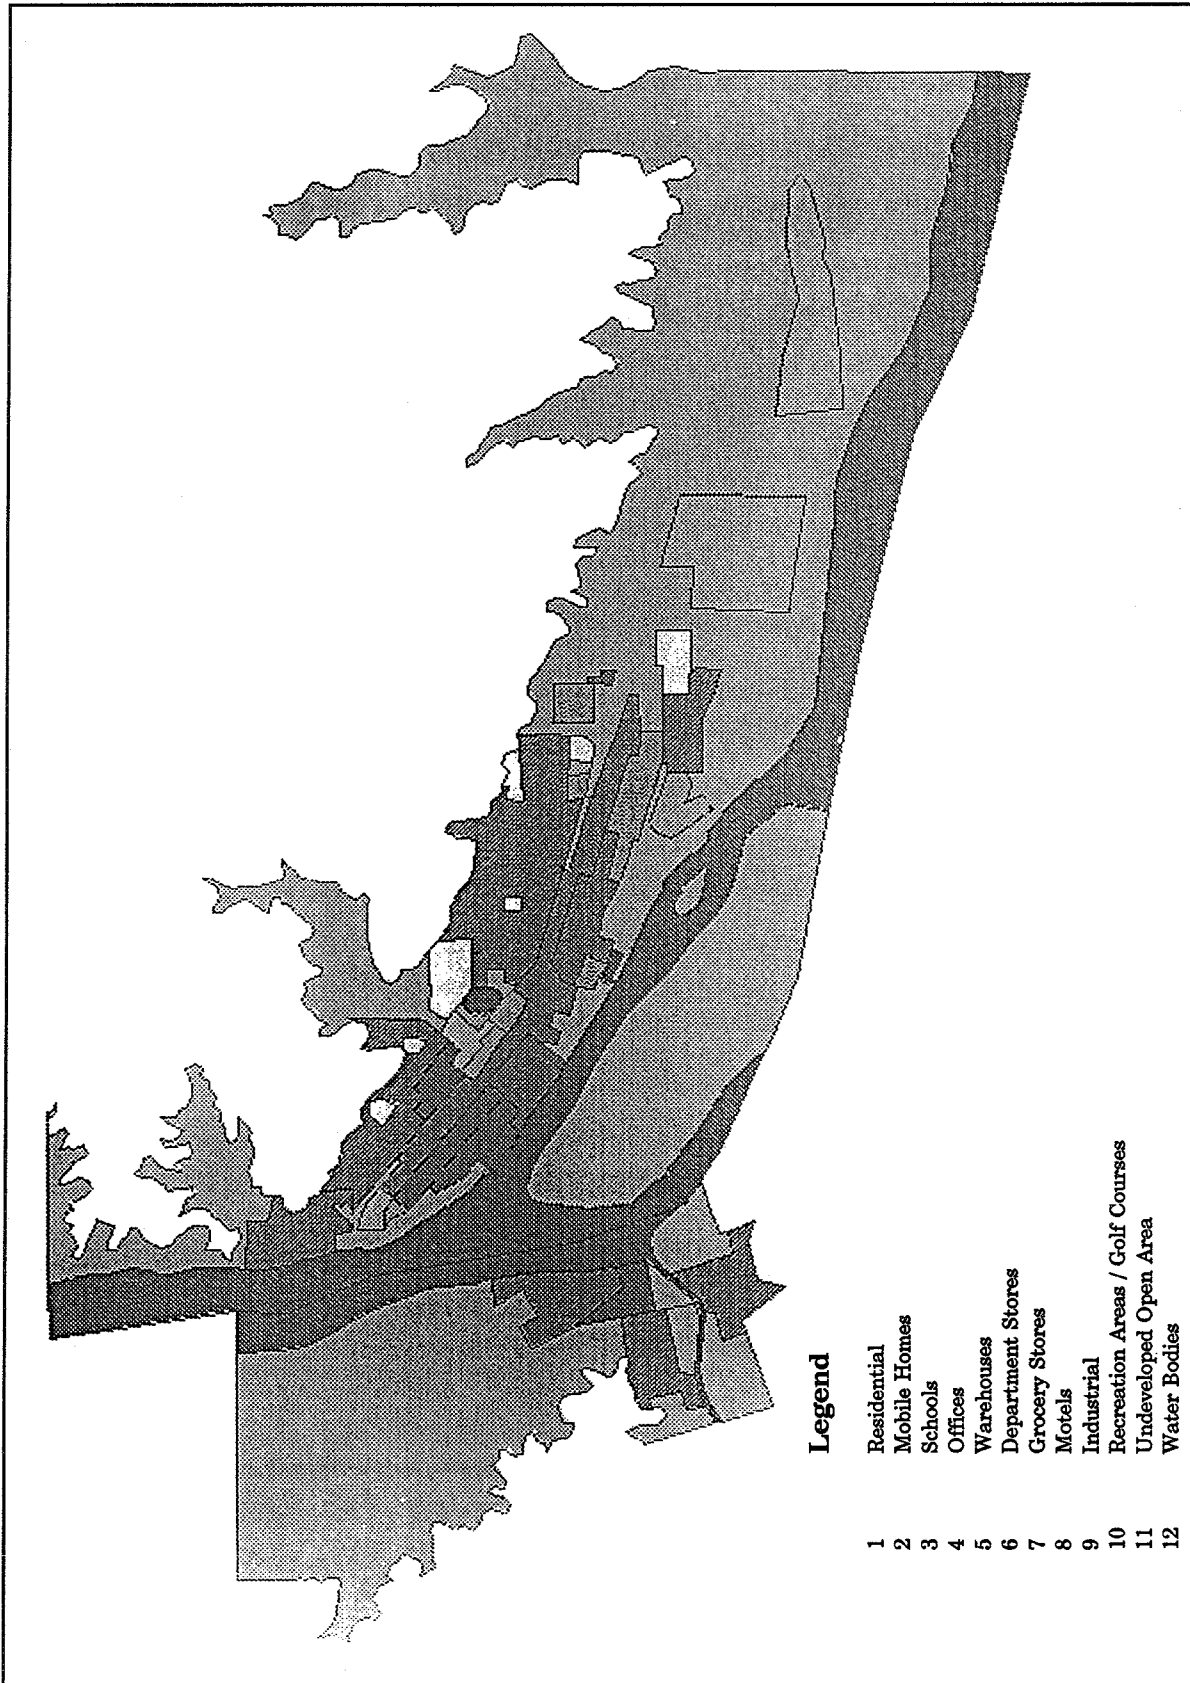 Legend
1 Residential
2 Mobile Homes
3 Schools
4 Offices
5 Warehouses
6 Department Stores
7 Grocery Stores
8 Motels
9 Industrial
10 Recreation Areas / Golf Courses
11 Undeveloped Open Area
12 Water Bodies